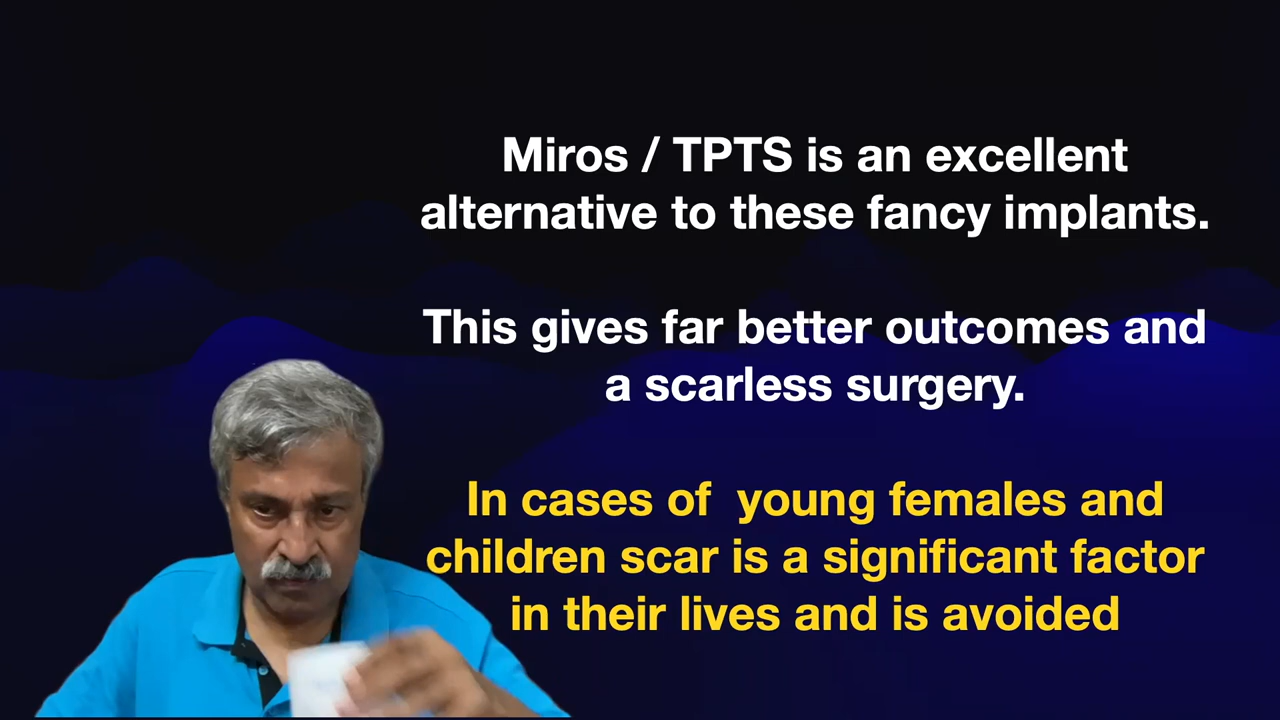 Miros / TPTS is an excellent
alternative to these fancy implants.
This gives far better outcomes and
a scarless surgery.
In cases of  young females and
children scar is a significant factor
in their lives and is avoided